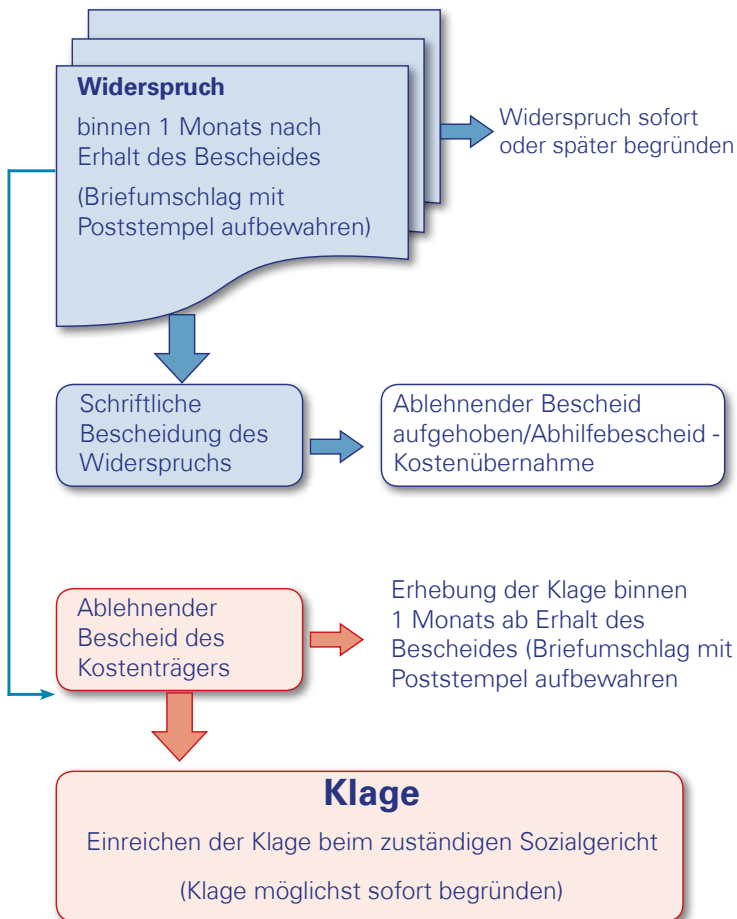 Widerspruch
binnen 1 Monats nach
Erhalt des Bescheides
(Briefumschlag mit
Poststempel aufbewahren)
Widerspruch sofort
oder später begründen
Schriftliche
Bescheidung des
Widerspruchs
Ablehnender Bescheid
aufgehoben/Abhilfebescheid -
Kostenübernahme
Ablehnender
Bescheid des
Kostenträgers
Erhebung der Klage binnen
1 Monats ab Erhalt des
Bescheides (Briefumschlag mit
Poststempel aufbewahren
Klage
Einreichen der Klage beim zuständigen Sozialgericht
(Klage möglichst sofort begründen)